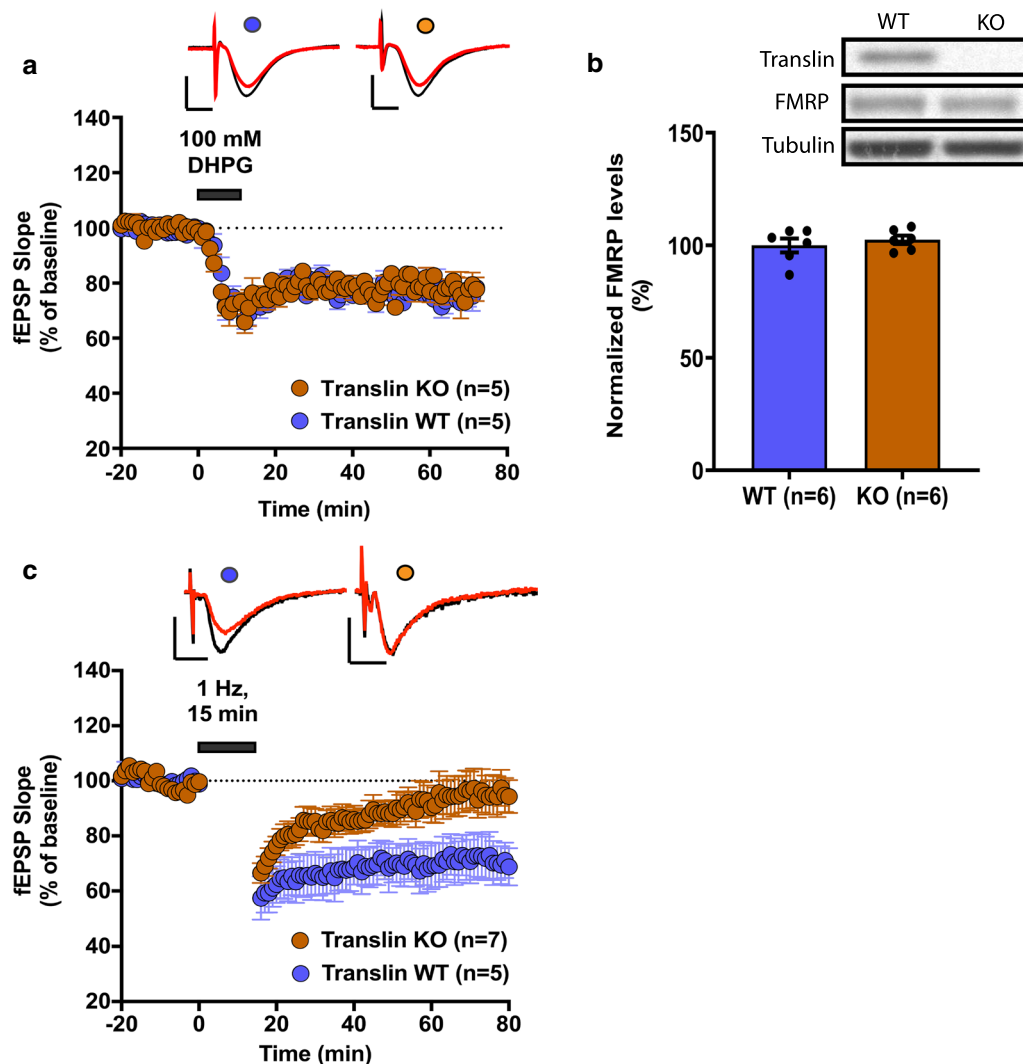 a
100 mM
DHPG
fEPSP Slope
(% of baseline)
140
120
100
80
60
40
20
-20 0 20 40 60 80
Time (min)
Translin KO (n=5)
Translin WT (n=5)
b
WT KO
Translin
FMRP
Tubulin
Normalized FMRP levels
(%)
150
100
50
0
WT (n=6) KO (n=6)
c
1 Hz,
15 min
fEPSP Slope
(% of baseline)
140
120
100
80
60
40
20
-20 0 20 40 60 80
Time (min)
Translin KO (n=7)
Translin WT (n=5)